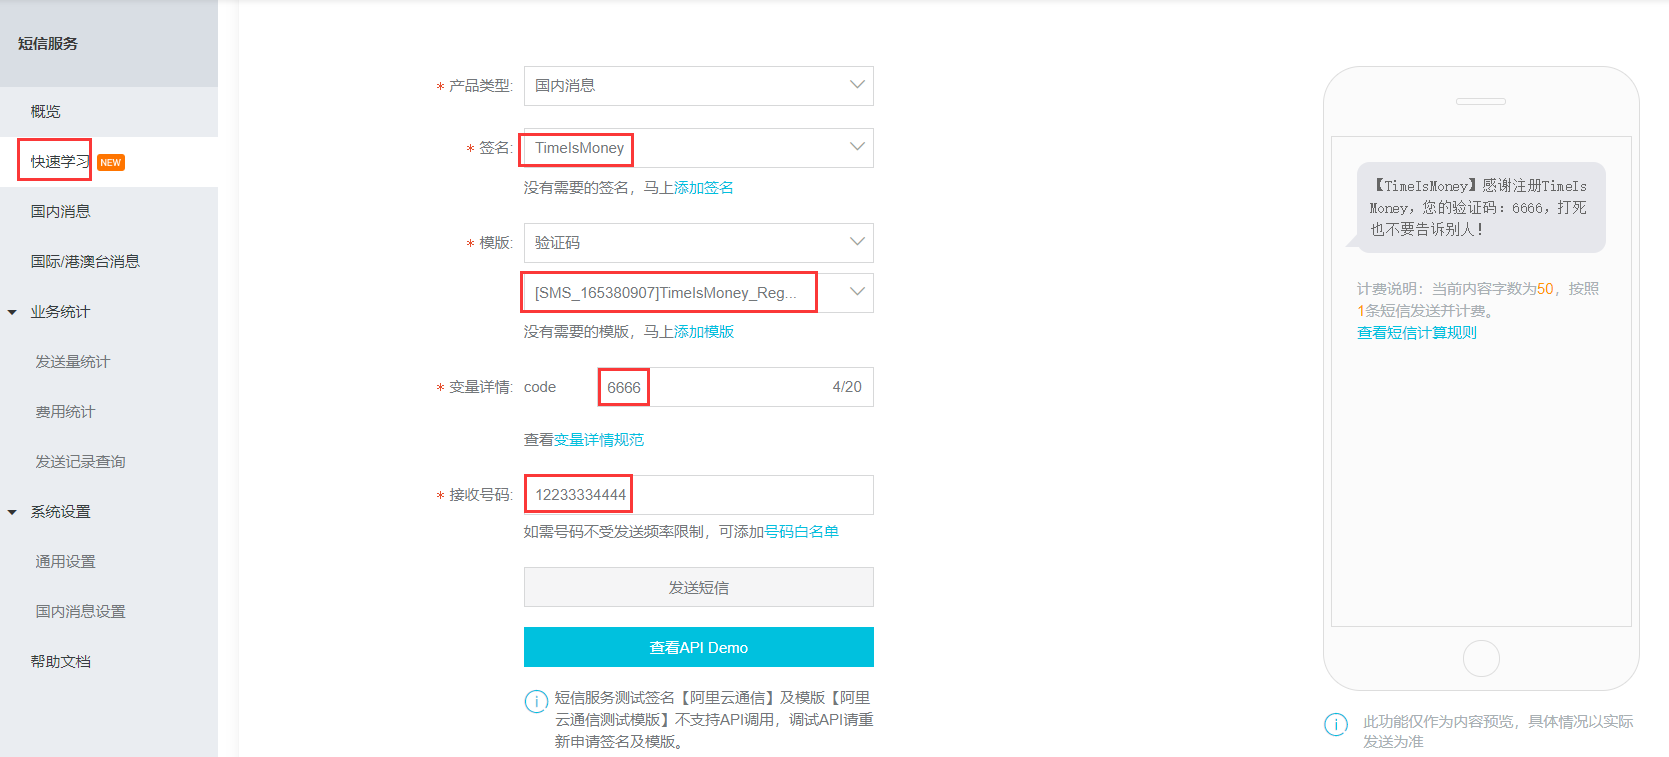 短信服务
概览
快速学习 NEW
国内消息
国际/港澳台消息
业务统计
发送量统计
费用统计
发送记录查询
系统设置
通用设置
国内消息设置
帮助文档
* 产品类型: 国内消息
* 签名: TimeIsMoney
没有需要的签名，马上添加签名
* 模版: 验证码
[SMS_165380907]TimeIsMoney_Reg...
没有需要的模版，马上添加模版
* 变量详情: code 6666 4/20
查看变量详情规范
* 接收号码: 12233334444
如需号码不受发送频率限制，可添加号码白名单
发送短信
查看API Demo
短信服务测试签名【阿里云通信】及模版【阿里
云通信测试模版】不支持API调用，调试API请重
新申请签名及模版。
【TimeIsMoney】感谢注册TimeIs
Money，您的验证码：6666，打死
也不要告诉别人！
计费说明：当前内容字数为50，按照
1条短信发送并计费。
查看短信计算规则
此功能仅作为内容预览，具体情况以实际
发送为准